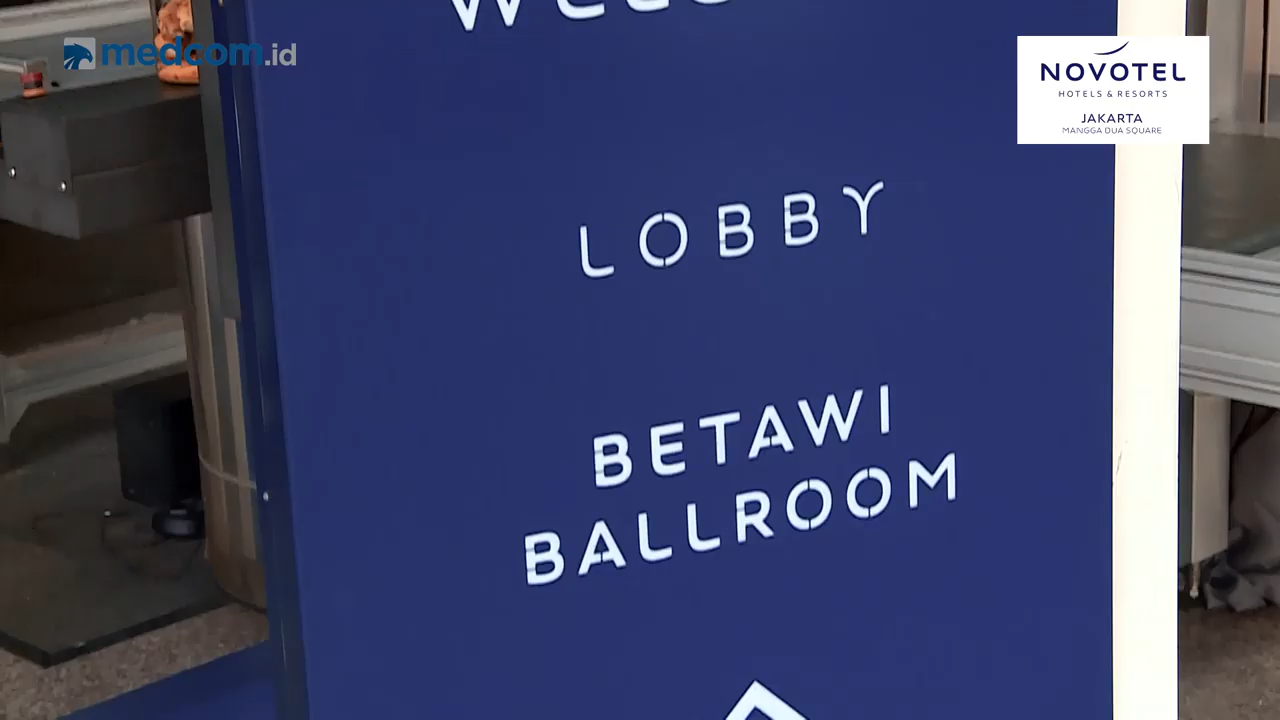 medcom.id
NOVOTEL
HOTELS & RESORTS
JAKARTA
MANGGA DUA SQUARE
LOBBY
BETAWI
BALLROOM